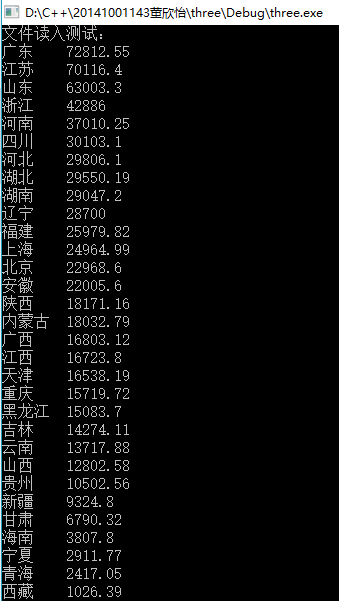 D:\C++\20141001143董欣怡\three\Debug\three.exe
文件读入测试:
广东 72812.55
江苏 70116.4
山东 63003.3
浙江 42886
河南 37010.25
四川 30103.1
河北 29806.1
湖北 29550.19
湖南 29047.2
辽宁 28700
福建 25979.82
上海 24964.99
北京 22968.6
安徽 22005.6
陕西 18171.16
内蒙古 18032.79
广西 16803.12
江西 16723.8
天津 16538.19
重庆 15719.72
黑龙江 15083.7
吉林 14274.11
云南 13717.88
山西 12802.58
贵州 10502.56
新疆 9324.8
甘肃 6790.32
海南 3807.8
宁夏 2911.77
青海 2417.05
西藏 1026.39